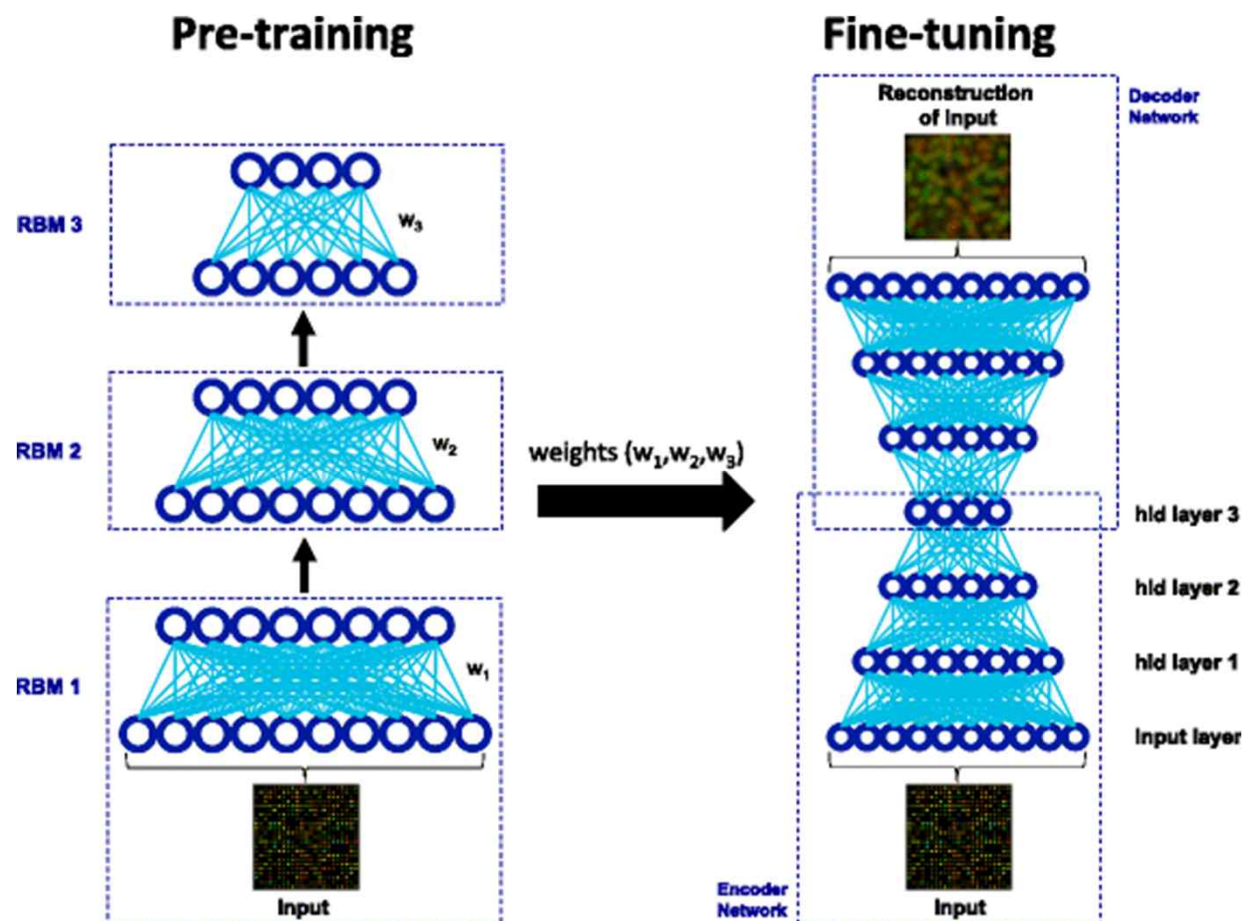 Pre-training
RBM 3
w₃
RBM 2
w₂
RBM 1
w₁
Input
weights (w₁,w₂,w₃)
Fine-tuning
Decoder
Network
Reconstruction
of Input
hid layer 3
hid layer 2
hid layer 1
Input layer
Encoder
Network
Input